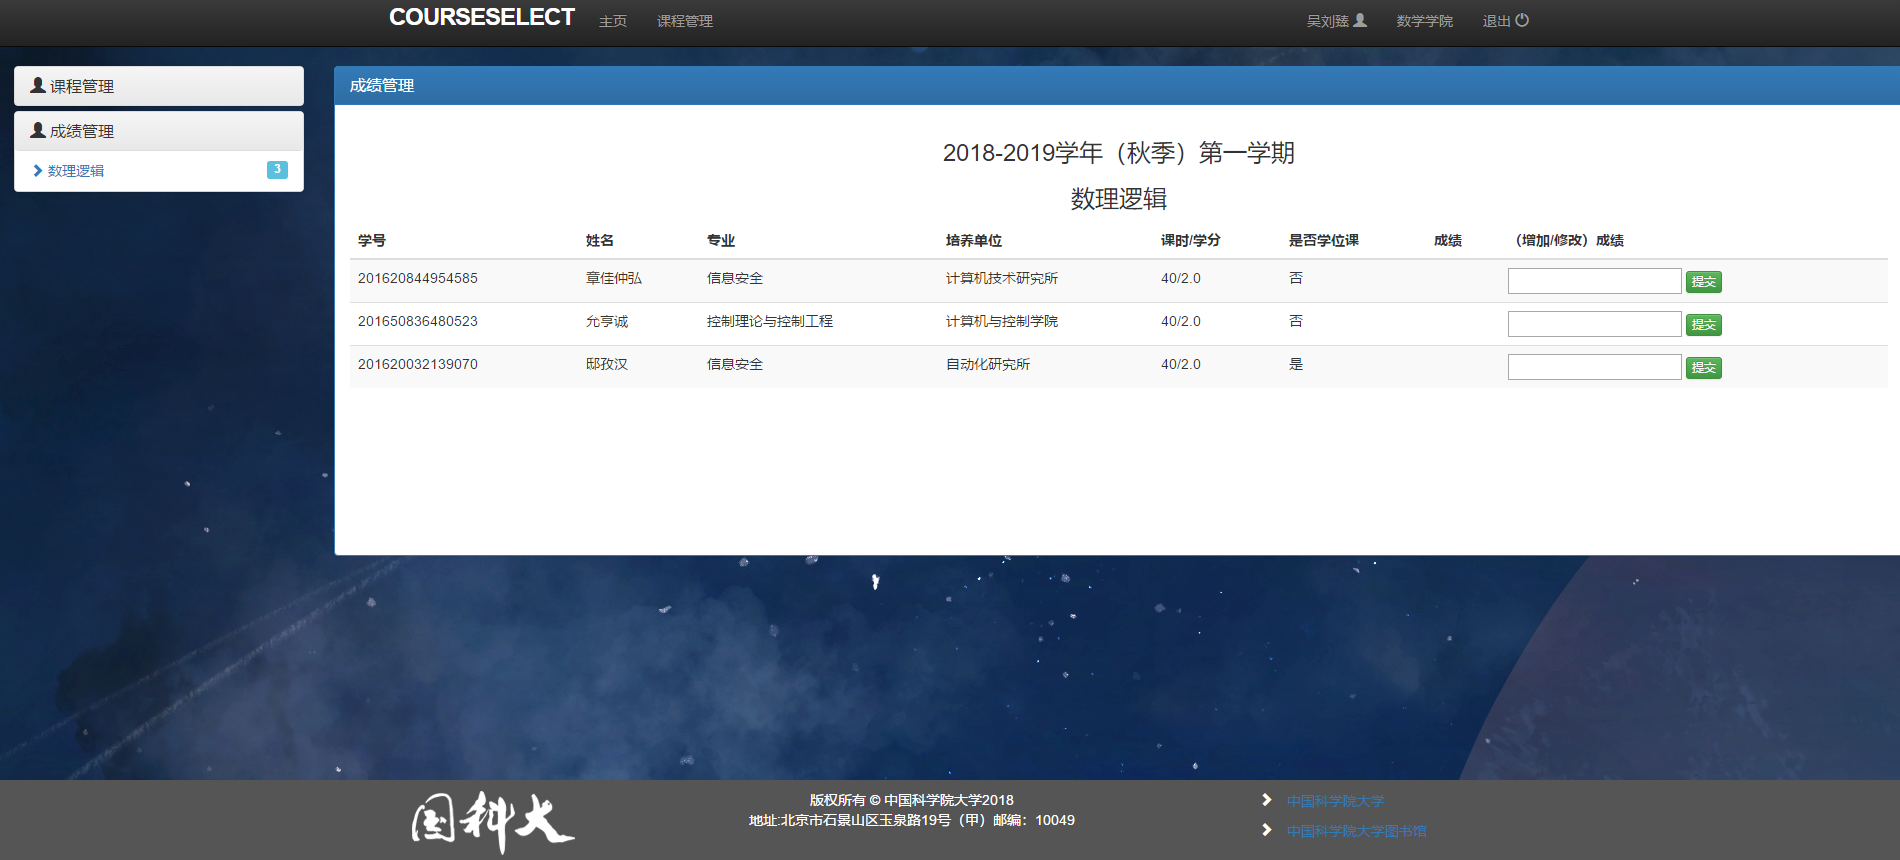 COURSESELECT 主页 课程管理 吴刘臻 数学学院 退出
课程管理
成绩管理
数理逻辑 3
成绩管理
2018-2019学年（秋季）第一学期
数理逻辑
学号 姓名 专业 培养单位 课时/学分 是否学位课 成绩 （增加/修改）成绩
201620844954585 章佳仲弘 信息安全 计算机技术研究所 40/2.0 否 提交
201650836480523 允亨诚 控制理论与控制工程 计算机与控制学院 40/2.0 否 提交
201620032139070 邸孜汉 信息安全 自动化研究所 40/2.0 是 提交
国科大
版权所有 © 中国科学院大学2018
地址:北京市石景山区玉泉路19号（甲）邮编：10049
中国科学院大学
中国科学院大学图书馆